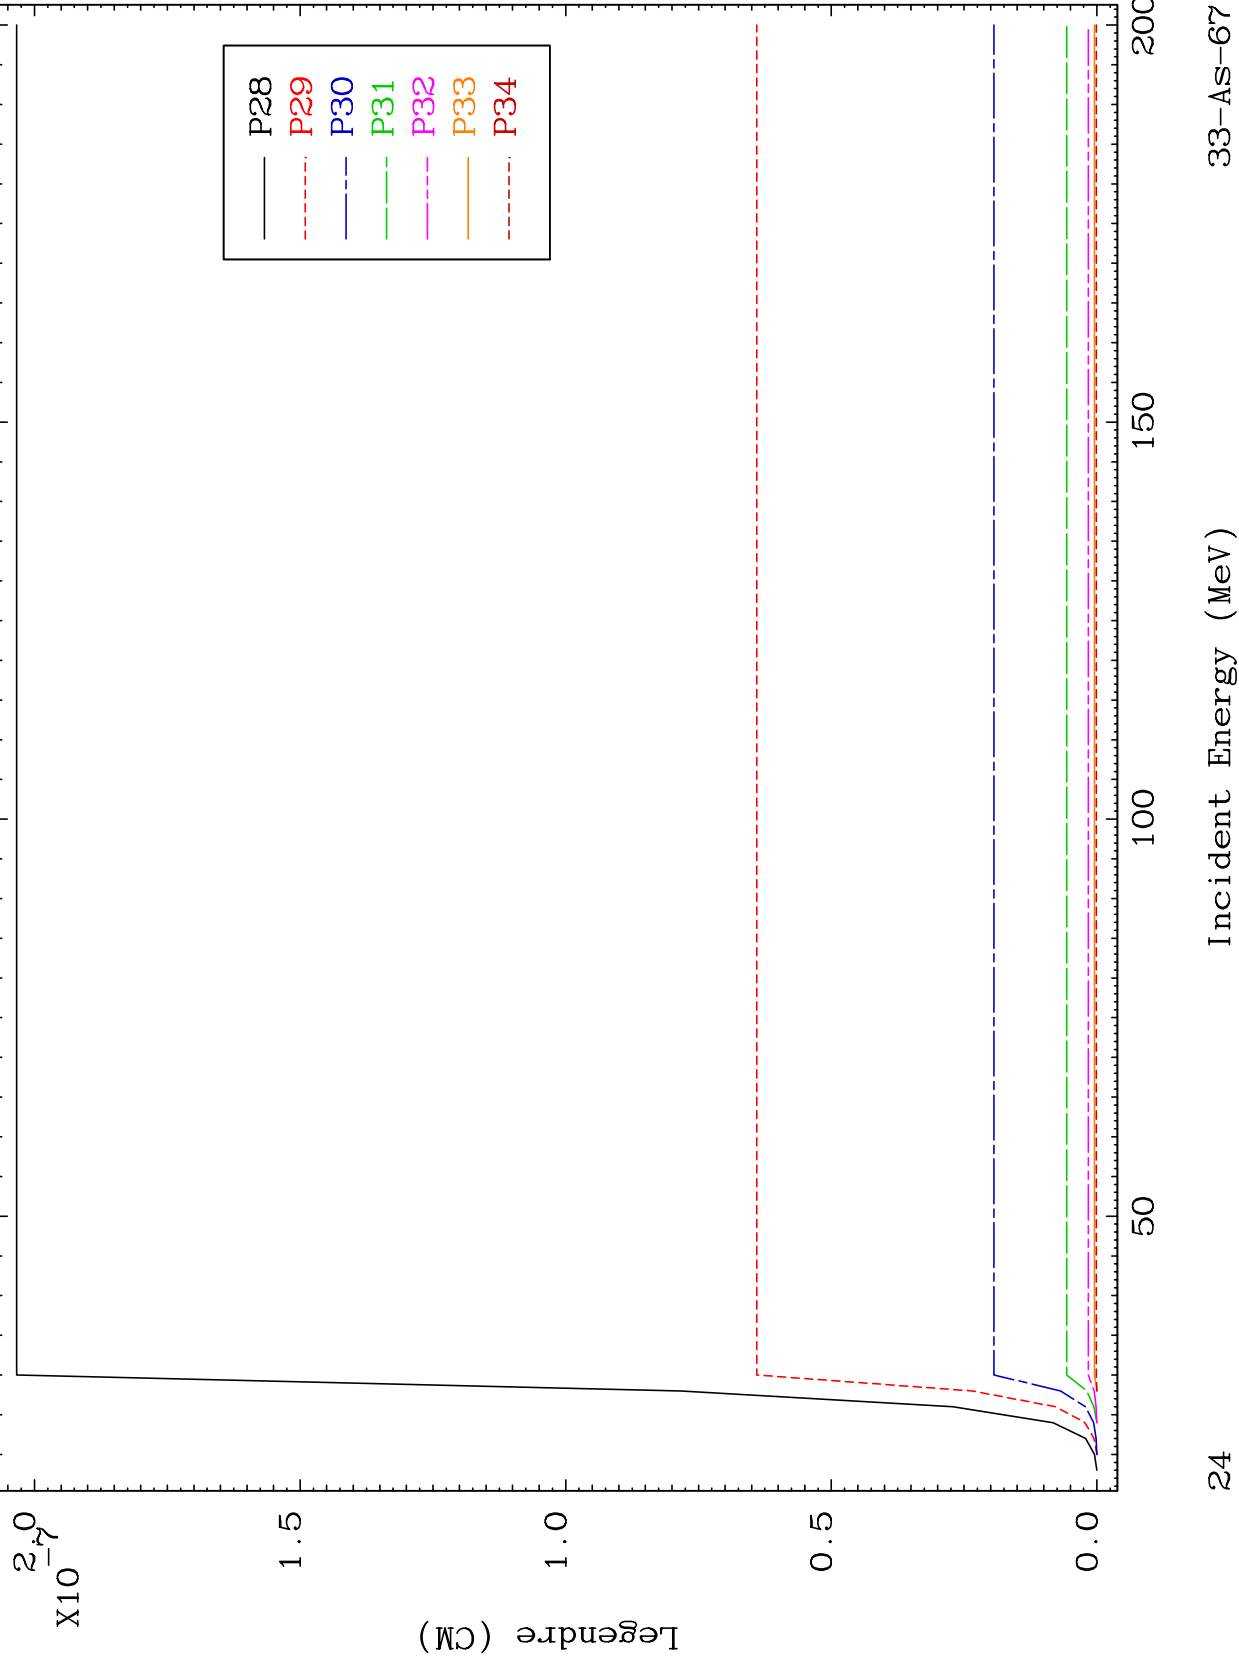 P28
P29
P30
P31
P32
P33
P34
2.0
1.5
1.0
0.5
0.0
X10-7
Legendre (CM)
50
100
150
200
Incident Energy (MeV)
24
33-As-67